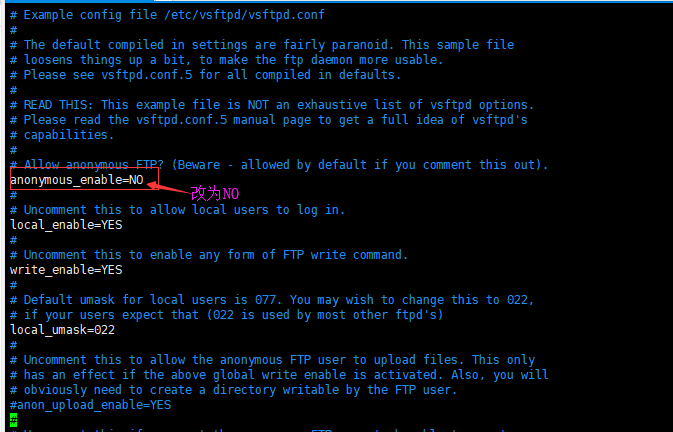 # Example config file /etc/vsftpd/vsftpd.conf
#
# The default compiled in settings are fairly paranoid. This sample file
# loosens things up a bit, to make the ftp daemon more usable.
# Please see vsftpd.conf.5 for all compiled in defaults.
#
# READ THIS: This example file is NOT an exhaustive list of vsftpd options.
# Please read the vsftpd.conf.5 manual page to get a full idea of vsftpd's
# capabilities.
#
# Allow anonymous FTP? (Beware - allowed by default if you comment this out).
anonymous_enable=NO
改为NO
#
# Uncomment this to allow local users to log in.
local_enable=YES
#
# Uncomment this to enable any form of FTP write command.
write_enable=YES
#
# Default umask for local users is 077. You may wish to change this to 022,
# if your users expect that (022 is used by most other ftpd's)
local_umask=022
#
# Uncomment this to allow the anonymous FTP user to upload files. This only
# has an effect if the above global write enable is activated. Also, you will
# obviously need to create a directory writable by the FTP user.
#anon_upload_enable=YES
#